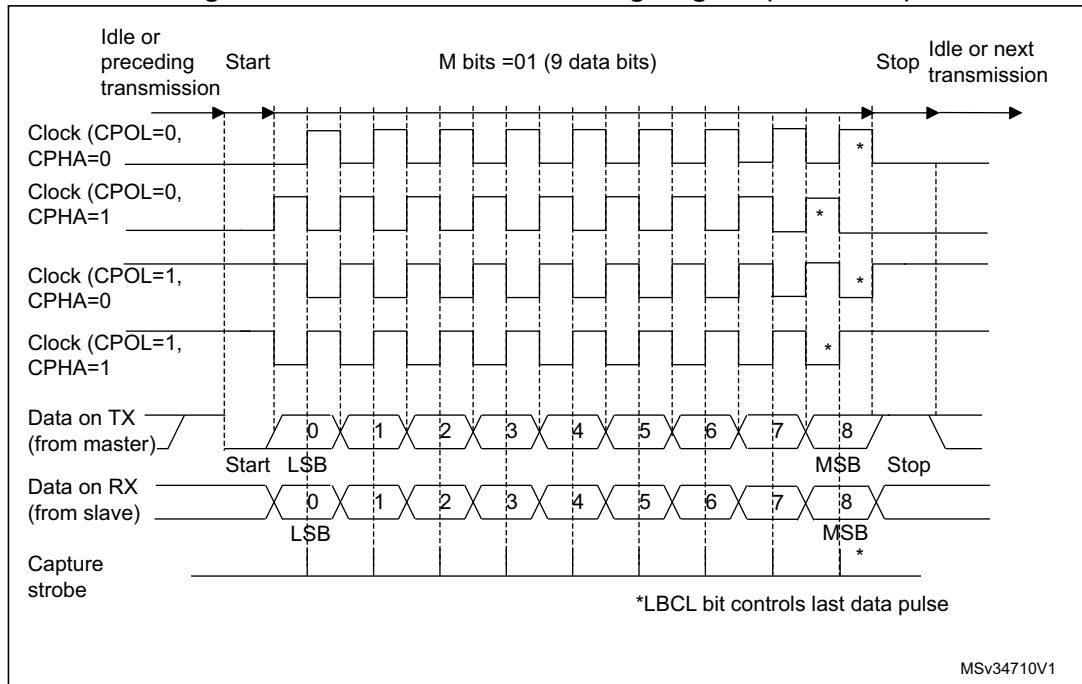 Idle or
preceding
transmission
Start
M bits =01 (9 data bits)
Stop
Idle or next
transmission
Clock (CPOL=0,
CPHA=0
*
Clock (CPOL=0,
CPHA=1
*
Clock (CPOL=1,
CPHA=0
*
Clock (CPOL=1,
CPHA=1
*
Data on TX
(from master)
0 1 2 3 4 5 6 7 8
Start LSB MSB Stop
Data on RX
(from slave)
0 1 2 3 4 5 6 7 8
LSB MSB
Capture
strobe
*
*LBCL bit controls last data pulse
MSv34710V1